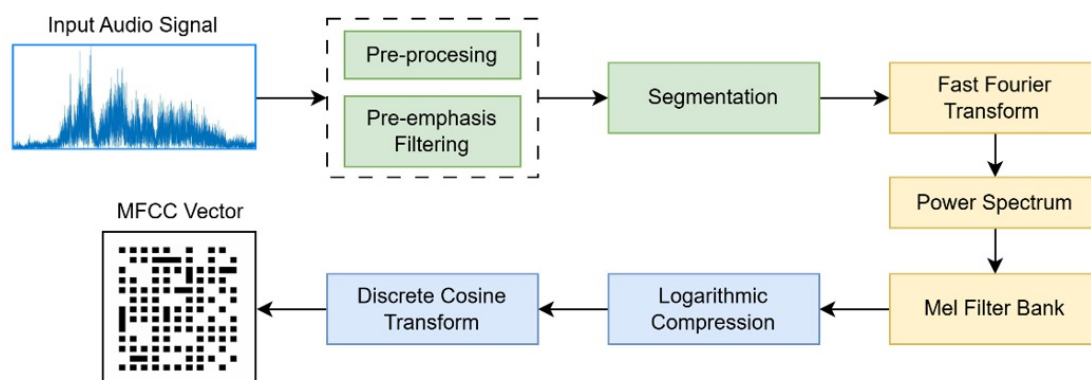 Input Audio Signal
Pre-procesing
Pre-emphasis
Filtering
Segmentation
Fast Fourier
Transform
Power Spectrum
Mel Filter Bank
Logarithmic
Compression
Discrete Cosine
Transform
MFCC Vector